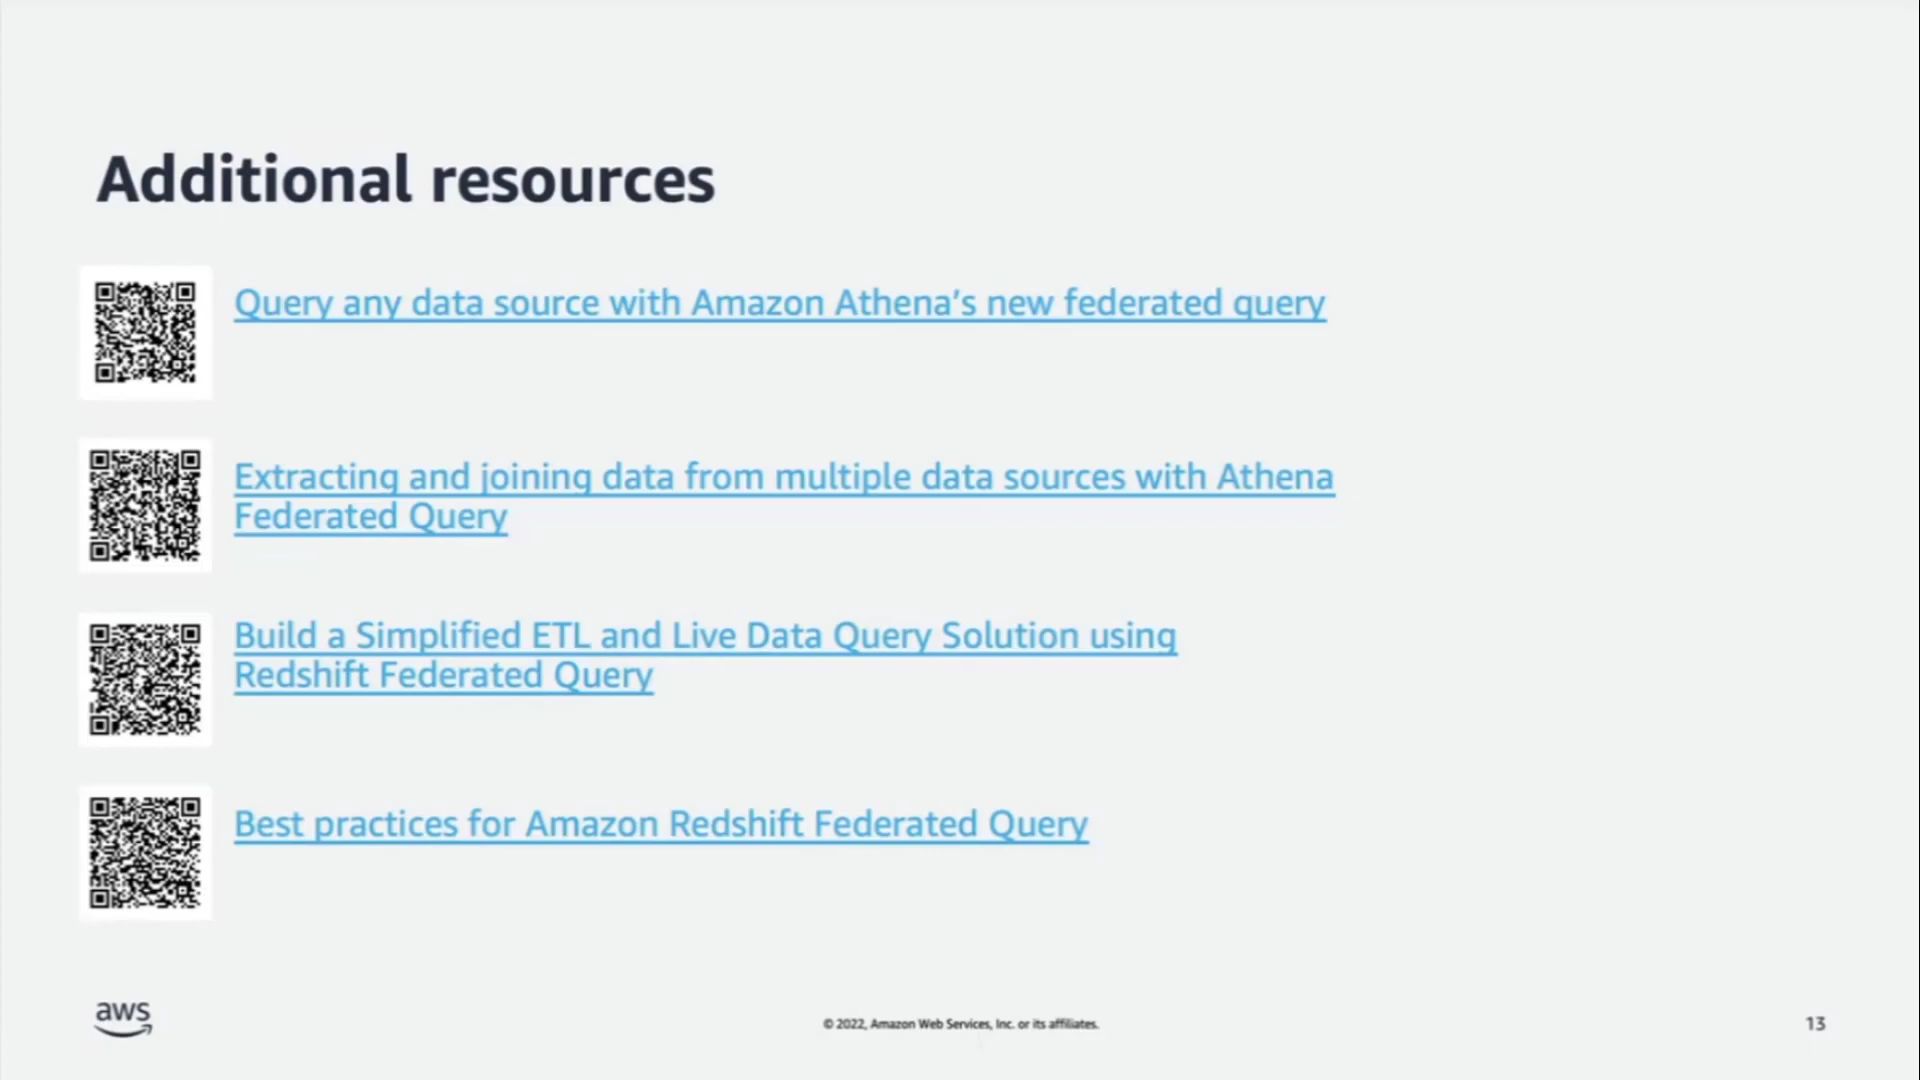 Additional resources
Query any data source with Amazon Athena’s new federated query
Extracting and joining data from multiple data sources with Athena
Federated Query
Build a Simplified ETL and Live Data Query Solution using
Redshift Federated Query
Best practices for Amazon Redshift Federated Query
aws
© 2022, Amazon Web Services, Inc. or its affiliates.
13